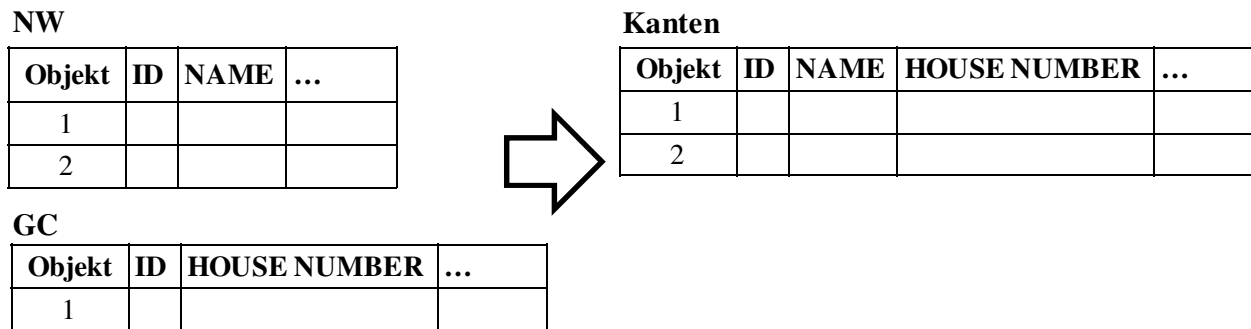 NW
Objekt ID NAME ...
1
2
GC
Objekt ID HOUSE NUMBER ...
1
Kanten
Objekt ID NAME HOUSE NUMBER ...
1
2